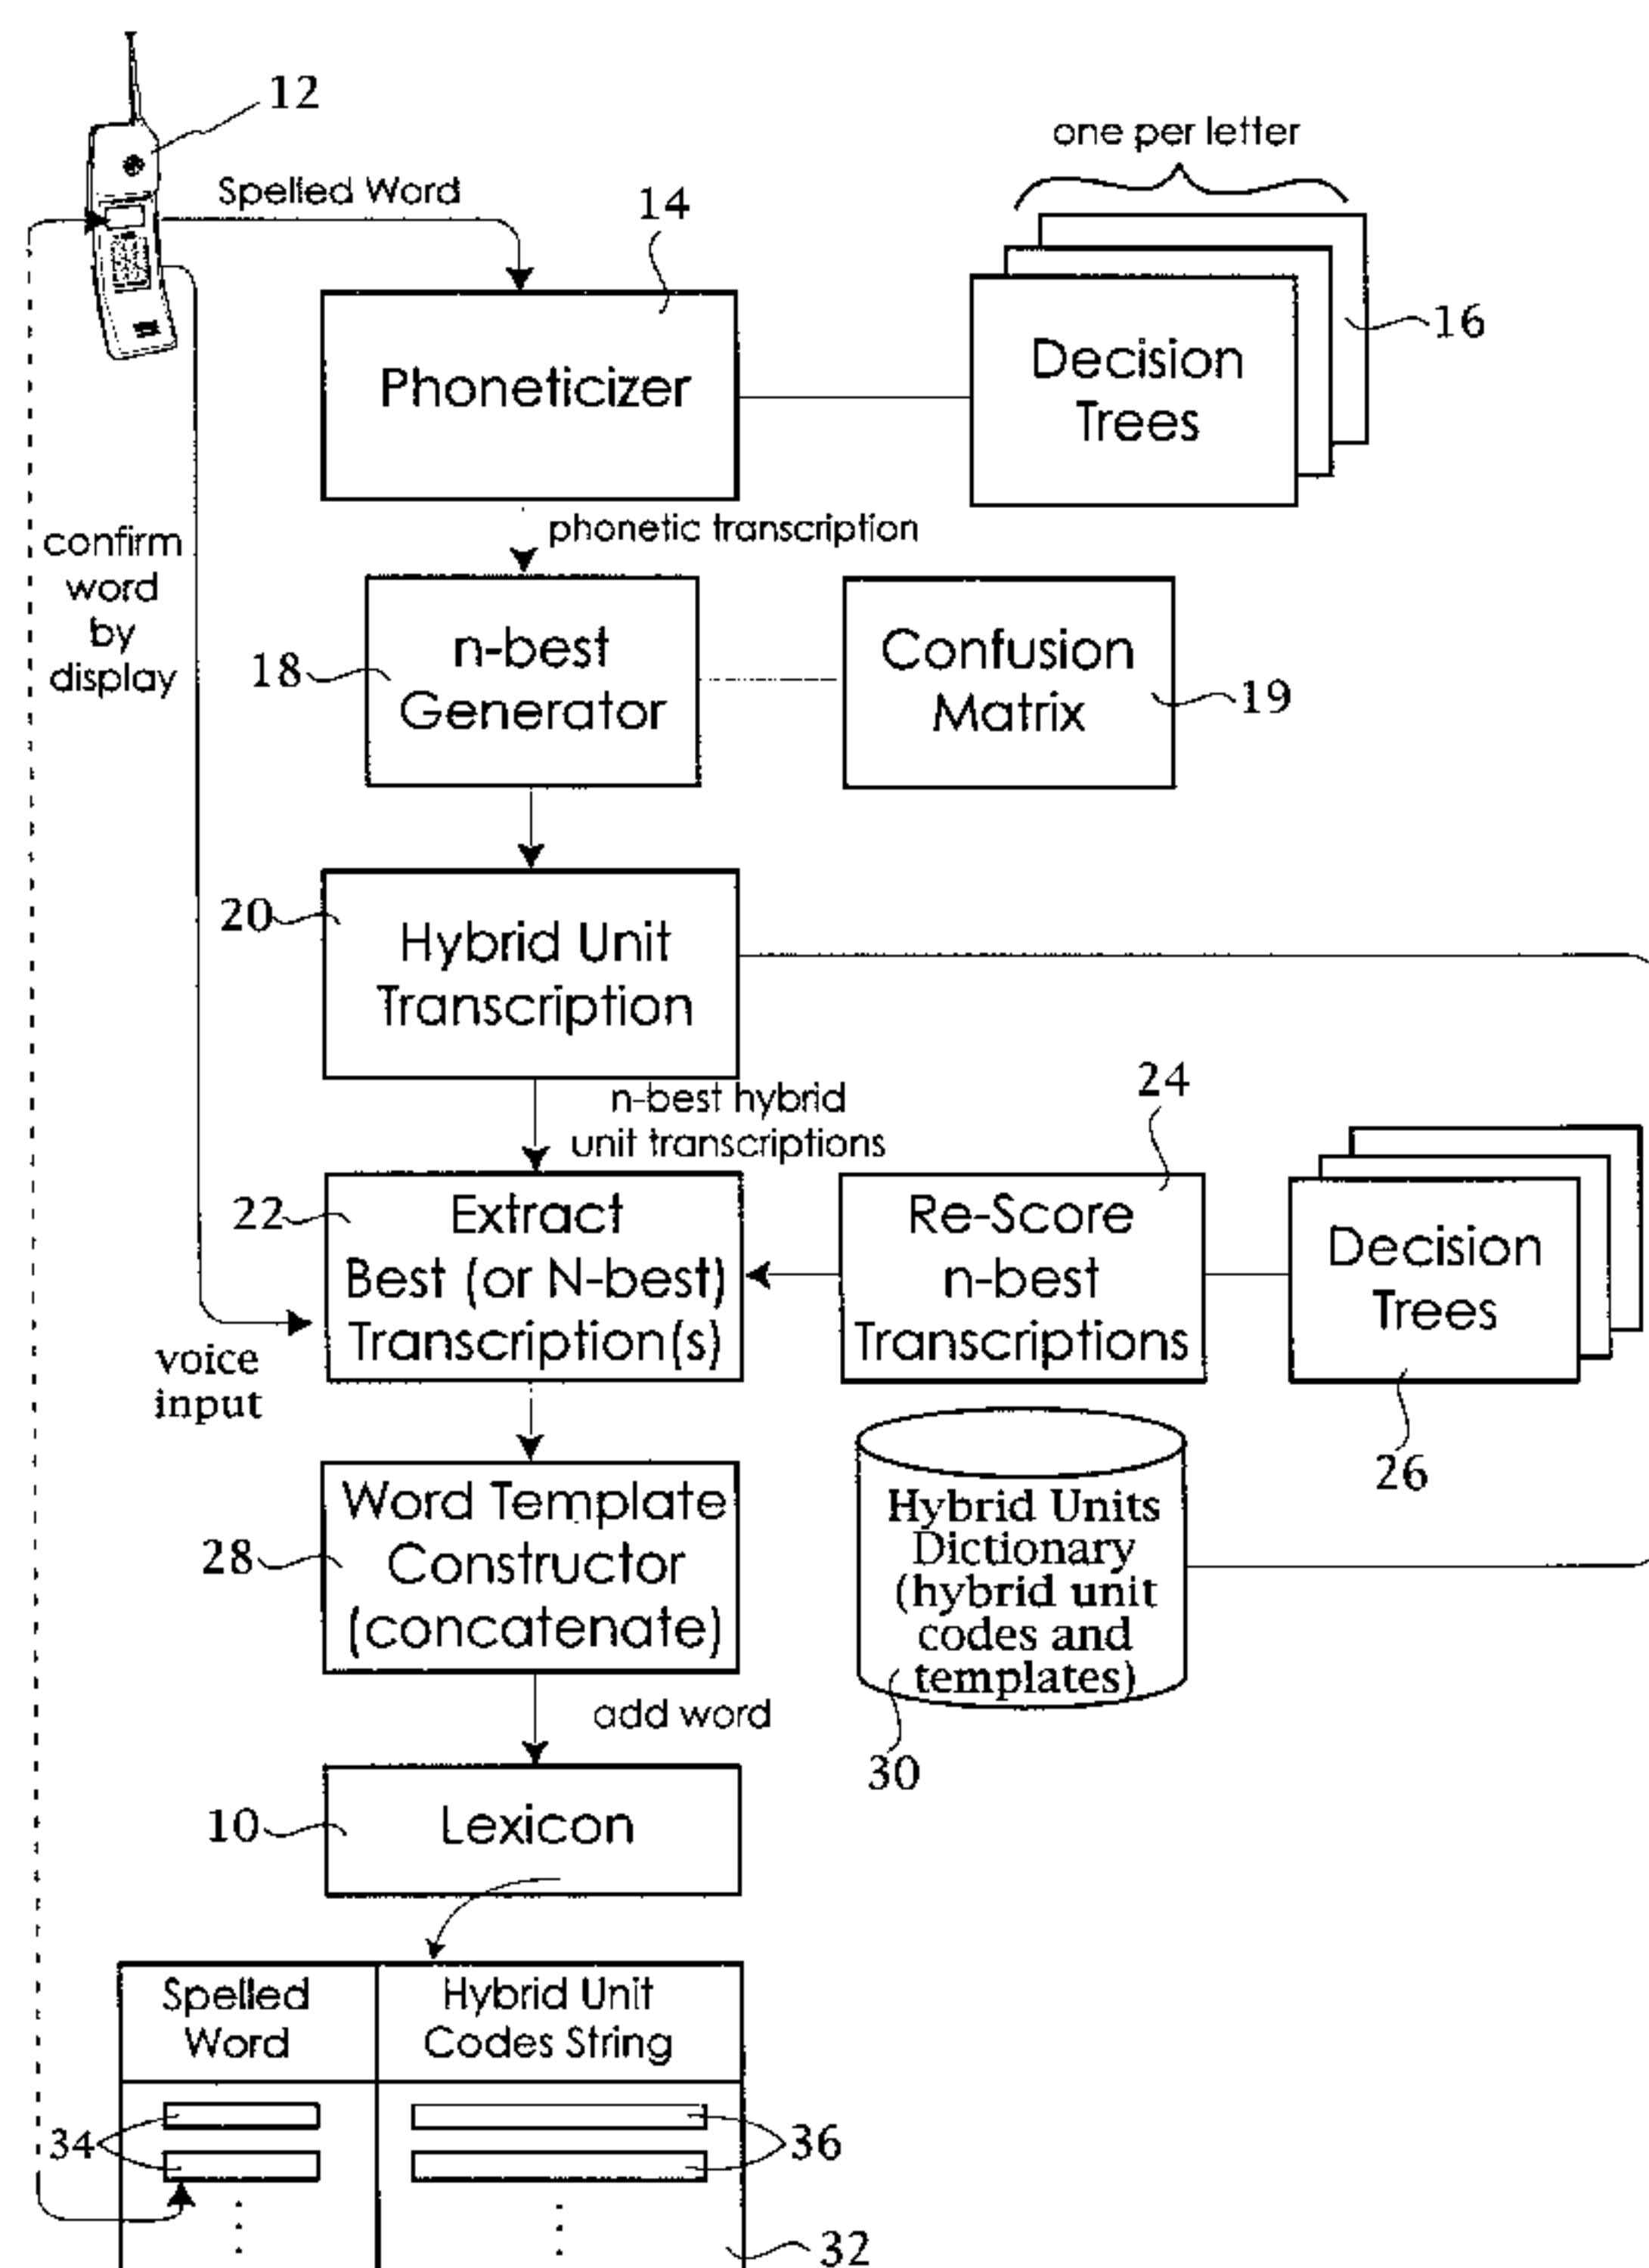 12
one per letter
Spelled Word
14
Phoneticizer
Decision
Trees
16
phonetic transcription
confirm
word
by
display
18
n-best
Generator
Confusion
Matrix
19
20
Hybrid Unit
Transcription
n-best hybrid
unit transcriptions
24
22
Extract
Best (or N-best)
Transcription(s)
Re-Score
n-best
Transcriptions
Decision
Trees
26
voice
input
28
Word Template
Constructor
(concatenate)
Hybrid Units
Dictionary
(hybrid unit
codes and
templates)
30
add word
10
Lexicon
Spelled
Word
Hybrid Unit
Codes String
34
36
32